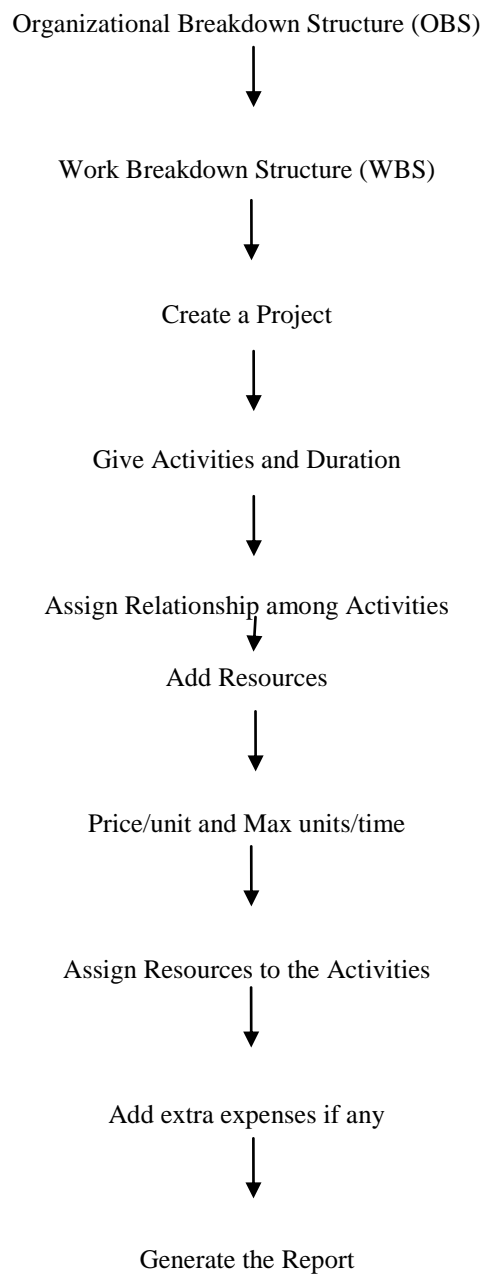 Organizational Breakdown Structure (OBS)
Work Breakdown Structure (WBS)
Create a Project
Give Activities and Duration
Assign Relationship among Activities
Add Resources
Price/unit and Max units/time
Assign Resources to the Activities
Add extra expenses if any
Generate the Report